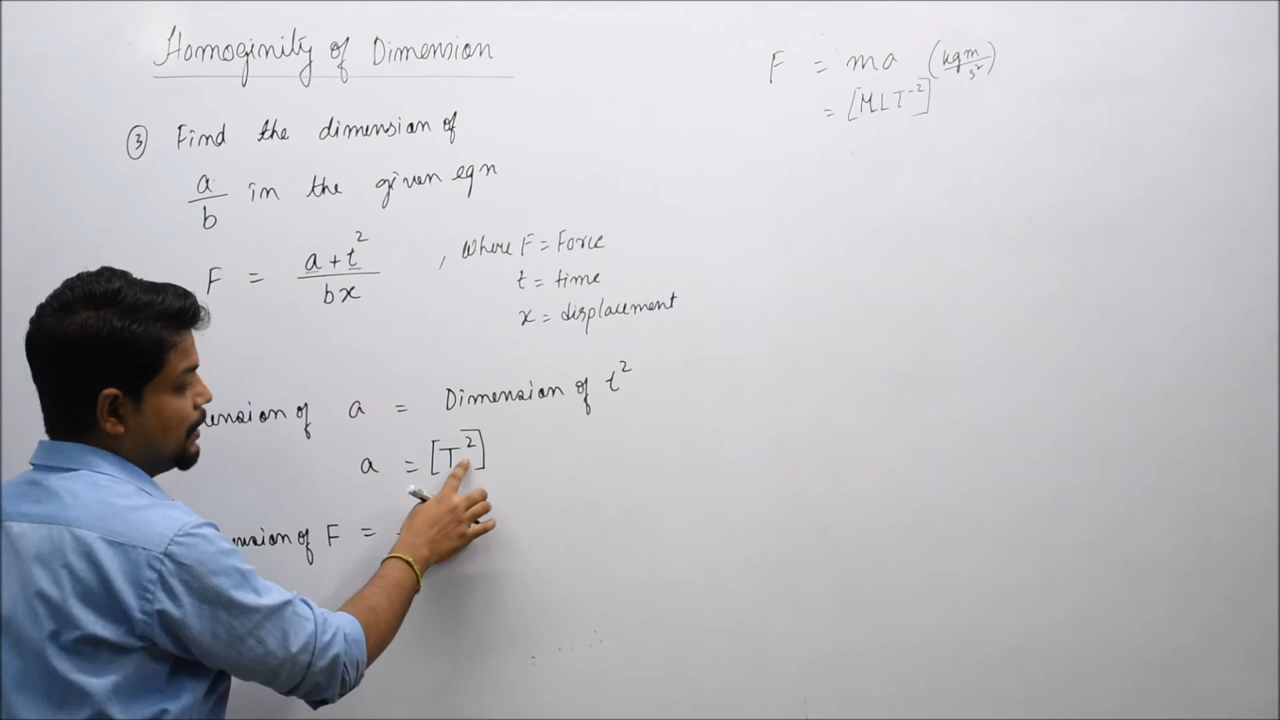 Homoginity of Dimension
③ Find the dimension of
a/b in the given eqn
F = (a + t²)/(bx) , where F = Force
t = time
x = displacement
ension of a = Dimension of t²
a = [T²]
ension of F =
F = ma (kgm/s²)
= [MLT⁻²]